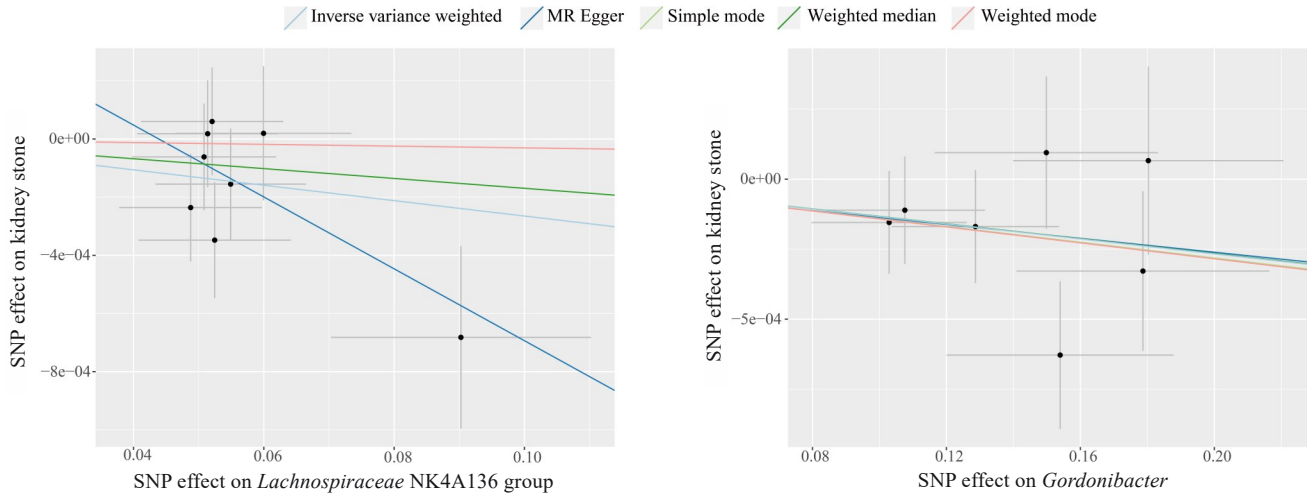 Inverse variance weighted MR Egger Simple mode Weighted median Weighted mode
SNP effect on kidney stone
0e+00
−4e−04
−8e−04
0.04 0.06 0.08 0.10
SNP effect on Lachnospiraceae NK4A136 group
SNP effect on kidney stone
0e+00
−5e−04
0.08 0.12 0.16 0.20
SNP effect on Gordonibacter